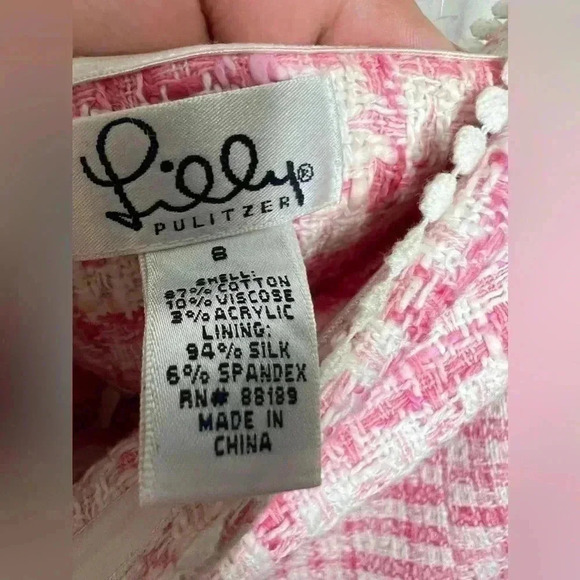 Lilly®
PULITZER
8
SHELL:
87% COTTON
10% VISCOSE
3% ACRYLIC
LINING:
94% SILK
6% SPANDEX
RN# 88189
MADE IN
CHINA